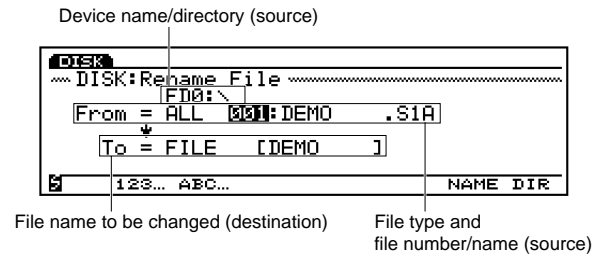 Device name/directory (source)
DISK
DISK:Rename File
FD0:\
From = ALL 001:DEMO .S1A
To = FILE [DEMO ]
123... ABC... NAME DIR
File name to be changed (destination)
File type and
file number/name (source)